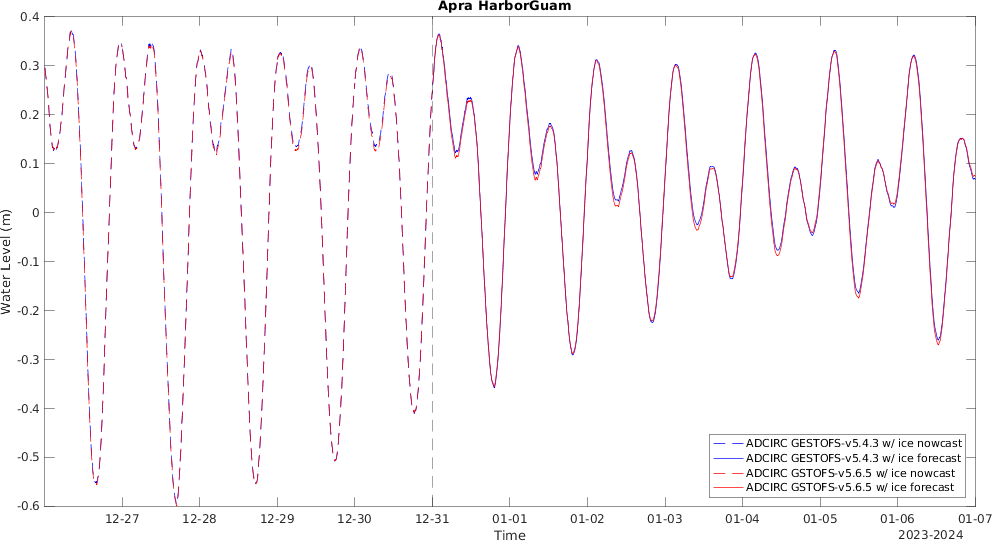 Apra HarborGuam
0.4
0.3
0.2
0.1
0
-0.1
-0.2
-0.3
-0.4
-0.5
-0.6
Water Level (m)
12-27 12-28 12-29 12-30 12-31 01-01 01-02 01-03 01-04 01-05 01-06 01-07
Time
2023-2024
ADCIRC GESTOFS-v5.4.3 w/ ice nowcast
ADCIRC GESTOFS-v5.4.3 w/ ice forecast
ADCIRC GSTOFS-v5.6.5 w/ ice nowcast
ADCIRC GSTOFS-v5.6.5 w/ ice forecast